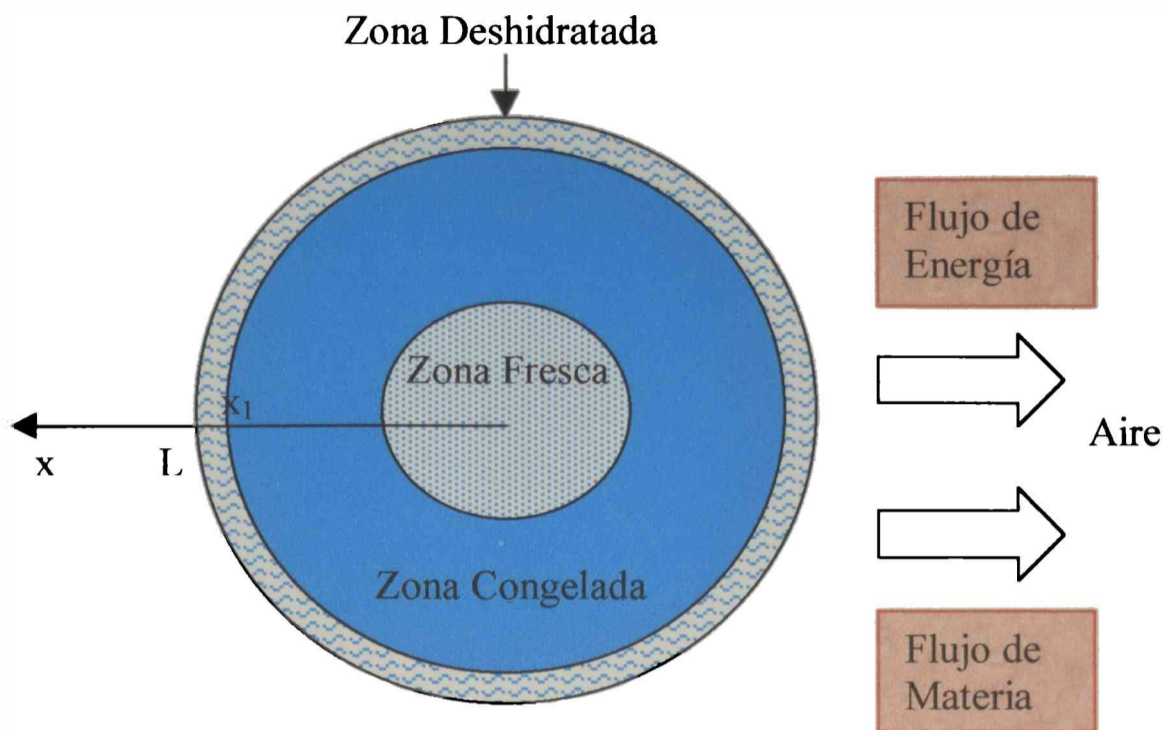 Zona Deshidratada
Flujo de
Energía
Zona Fresca
x₁
Aire
x
L
Zona Congelada
Flujo de
Materia